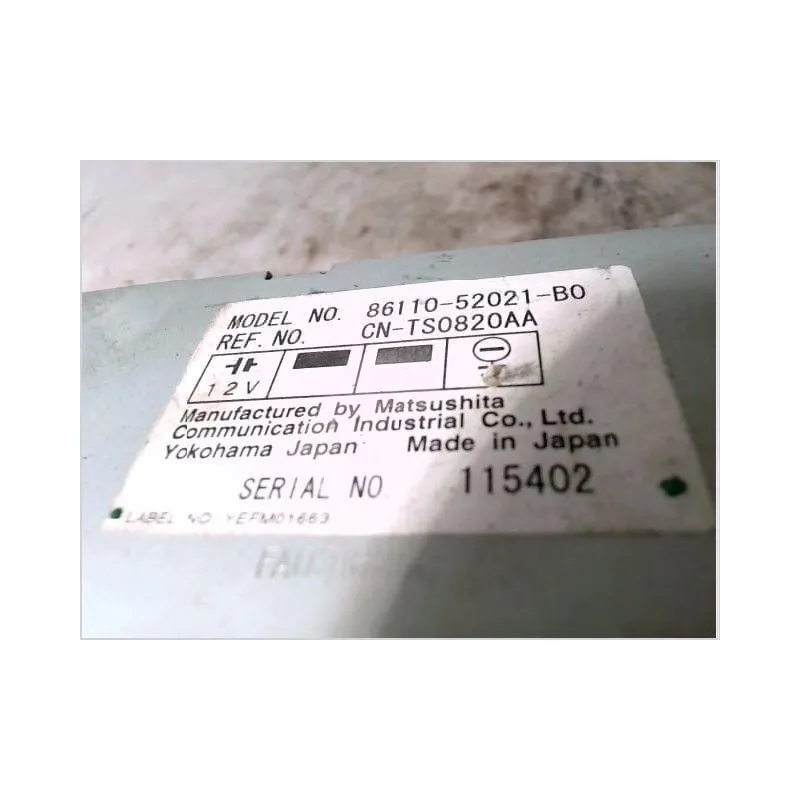 MODEL NO. 86110-52021-B0
REF. NO. CN-TS0820AA
12V
Manufactured by Matsushita
Communication Industrial Co., Ltd.
Yokohama Japan Made in Japan
SERIAL NO. 115402
LABEL NO. YEFM01663